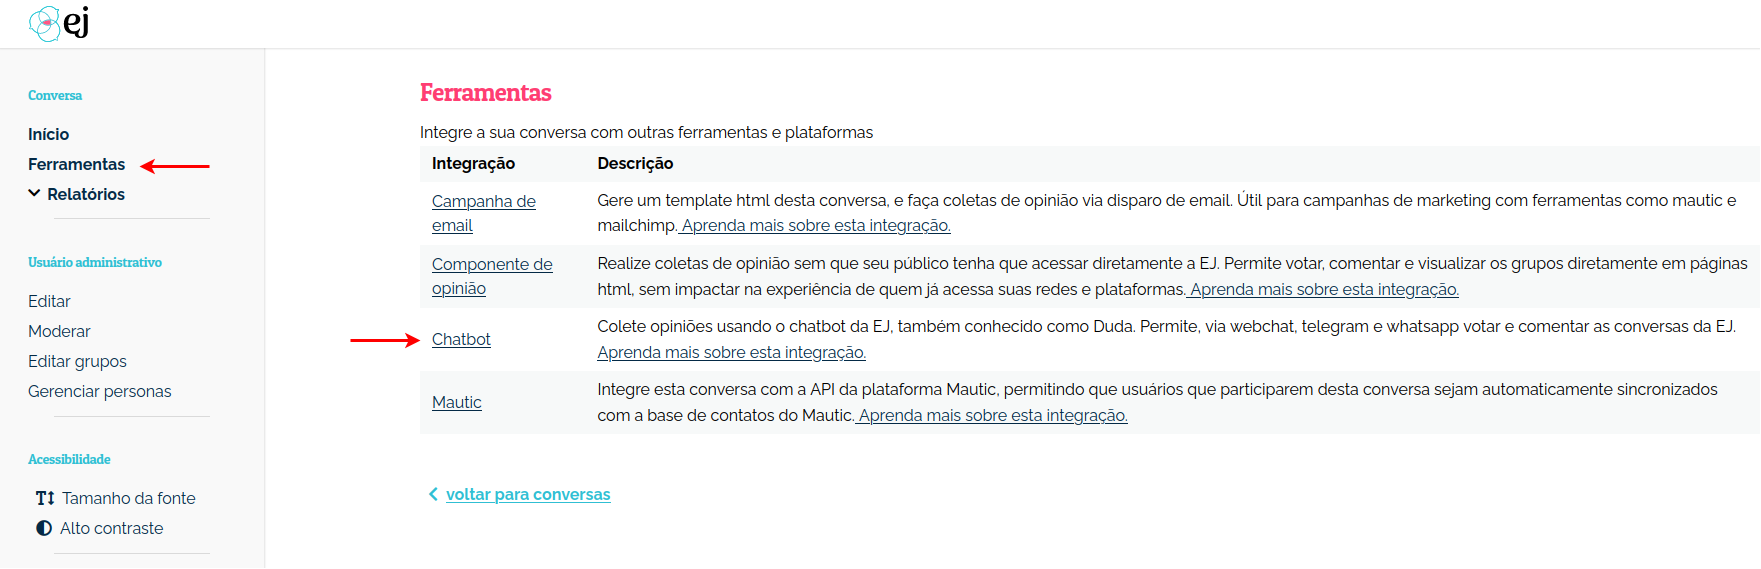 ej
Conversa
Início
Ferramentas
Relatórios
Usuário administrativo
Editar
Moderar
Editar grupos
Gerenciar personas
Acessibilidade
Tamanho da fonte
Alto contraste
Ferramentas
Integre a sua conversa com outras ferramentas e plataformas
Integração Descrição
Campanha de email
Gere um template html desta conversa, e faça coletas de opinião via disparo de email. Útil para campanhas de marketing com ferramentas como mautic e
mailchimp. Aprenda mais sobre esta integração.
Componente de opinião
Realize coletas de opinião sem que seu público tenha que acessar diretamente a EJ. Permite votar, comentar e visualizar os grupos diretamente em páginas
html, sem impactar na experiência de quem já acessa suas redes e plataformas. Aprenda mais sobre esta integração.
Chatbot
Colete opiniões usando o chatbot da EJ, também conhecido como Duda. Permite, via webchat, telegram e whatsapp votar e comentar as conversas da EJ.
Aprenda mais sobre esta integração.
Mautic
Integre esta conversa com a API da plataforma Mautic, permitindo que usuários que participarem desta conversa sejam automaticamente sincronizados
com a base de contatos do Mautic. Aprenda mais sobre esta integração.
voltar para conversas